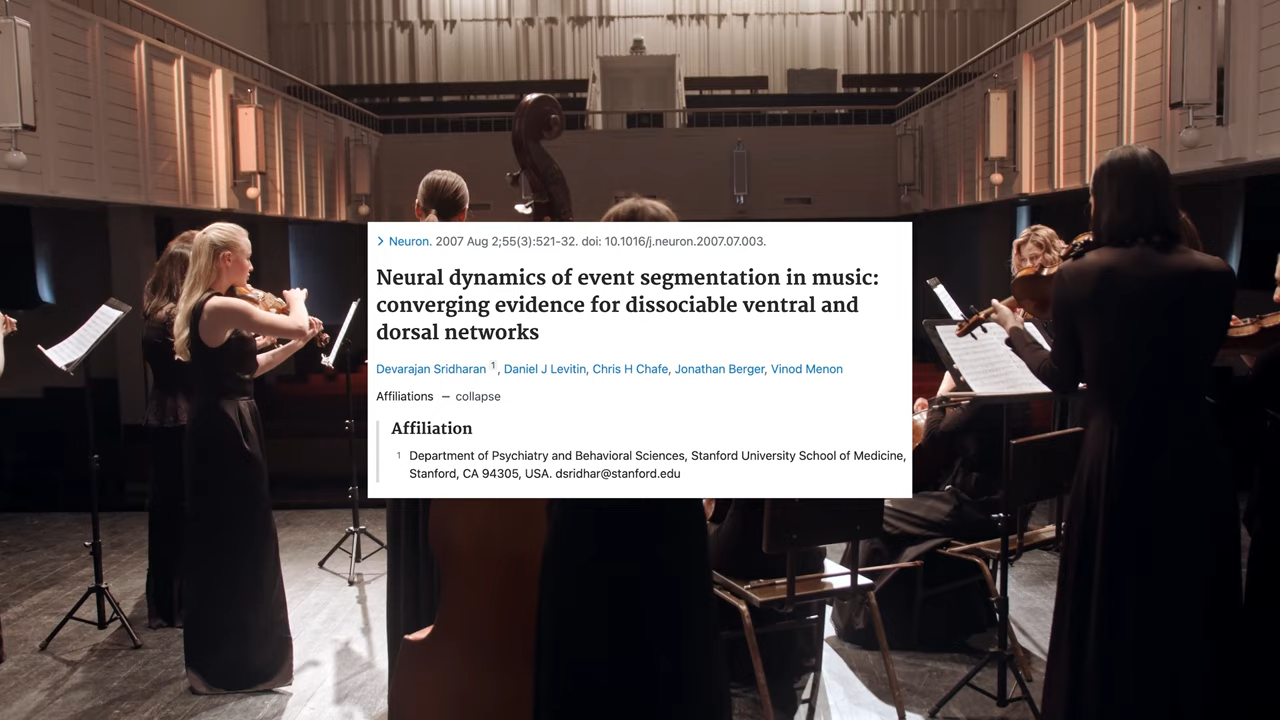 Neuron. 2007 Aug 2;55(3):521-32. doi: 10.1016/j.neuron.2007.07.003.
Neural dynamics of event segmentation in music:
converging evidence for dissociable ventral and
dorsal networks
Devarajan Sridharan 1, Daniel J Levitin, Chris H Chafe, Jonathan Berger, Vinod Menon
Affiliations – collapse
Affiliation
1 Department of Psychiatry and Behavioral Sciences, Stanford University School of Medicine,
Stanford, CA 94305, USA. dsridhar@stanford.edu